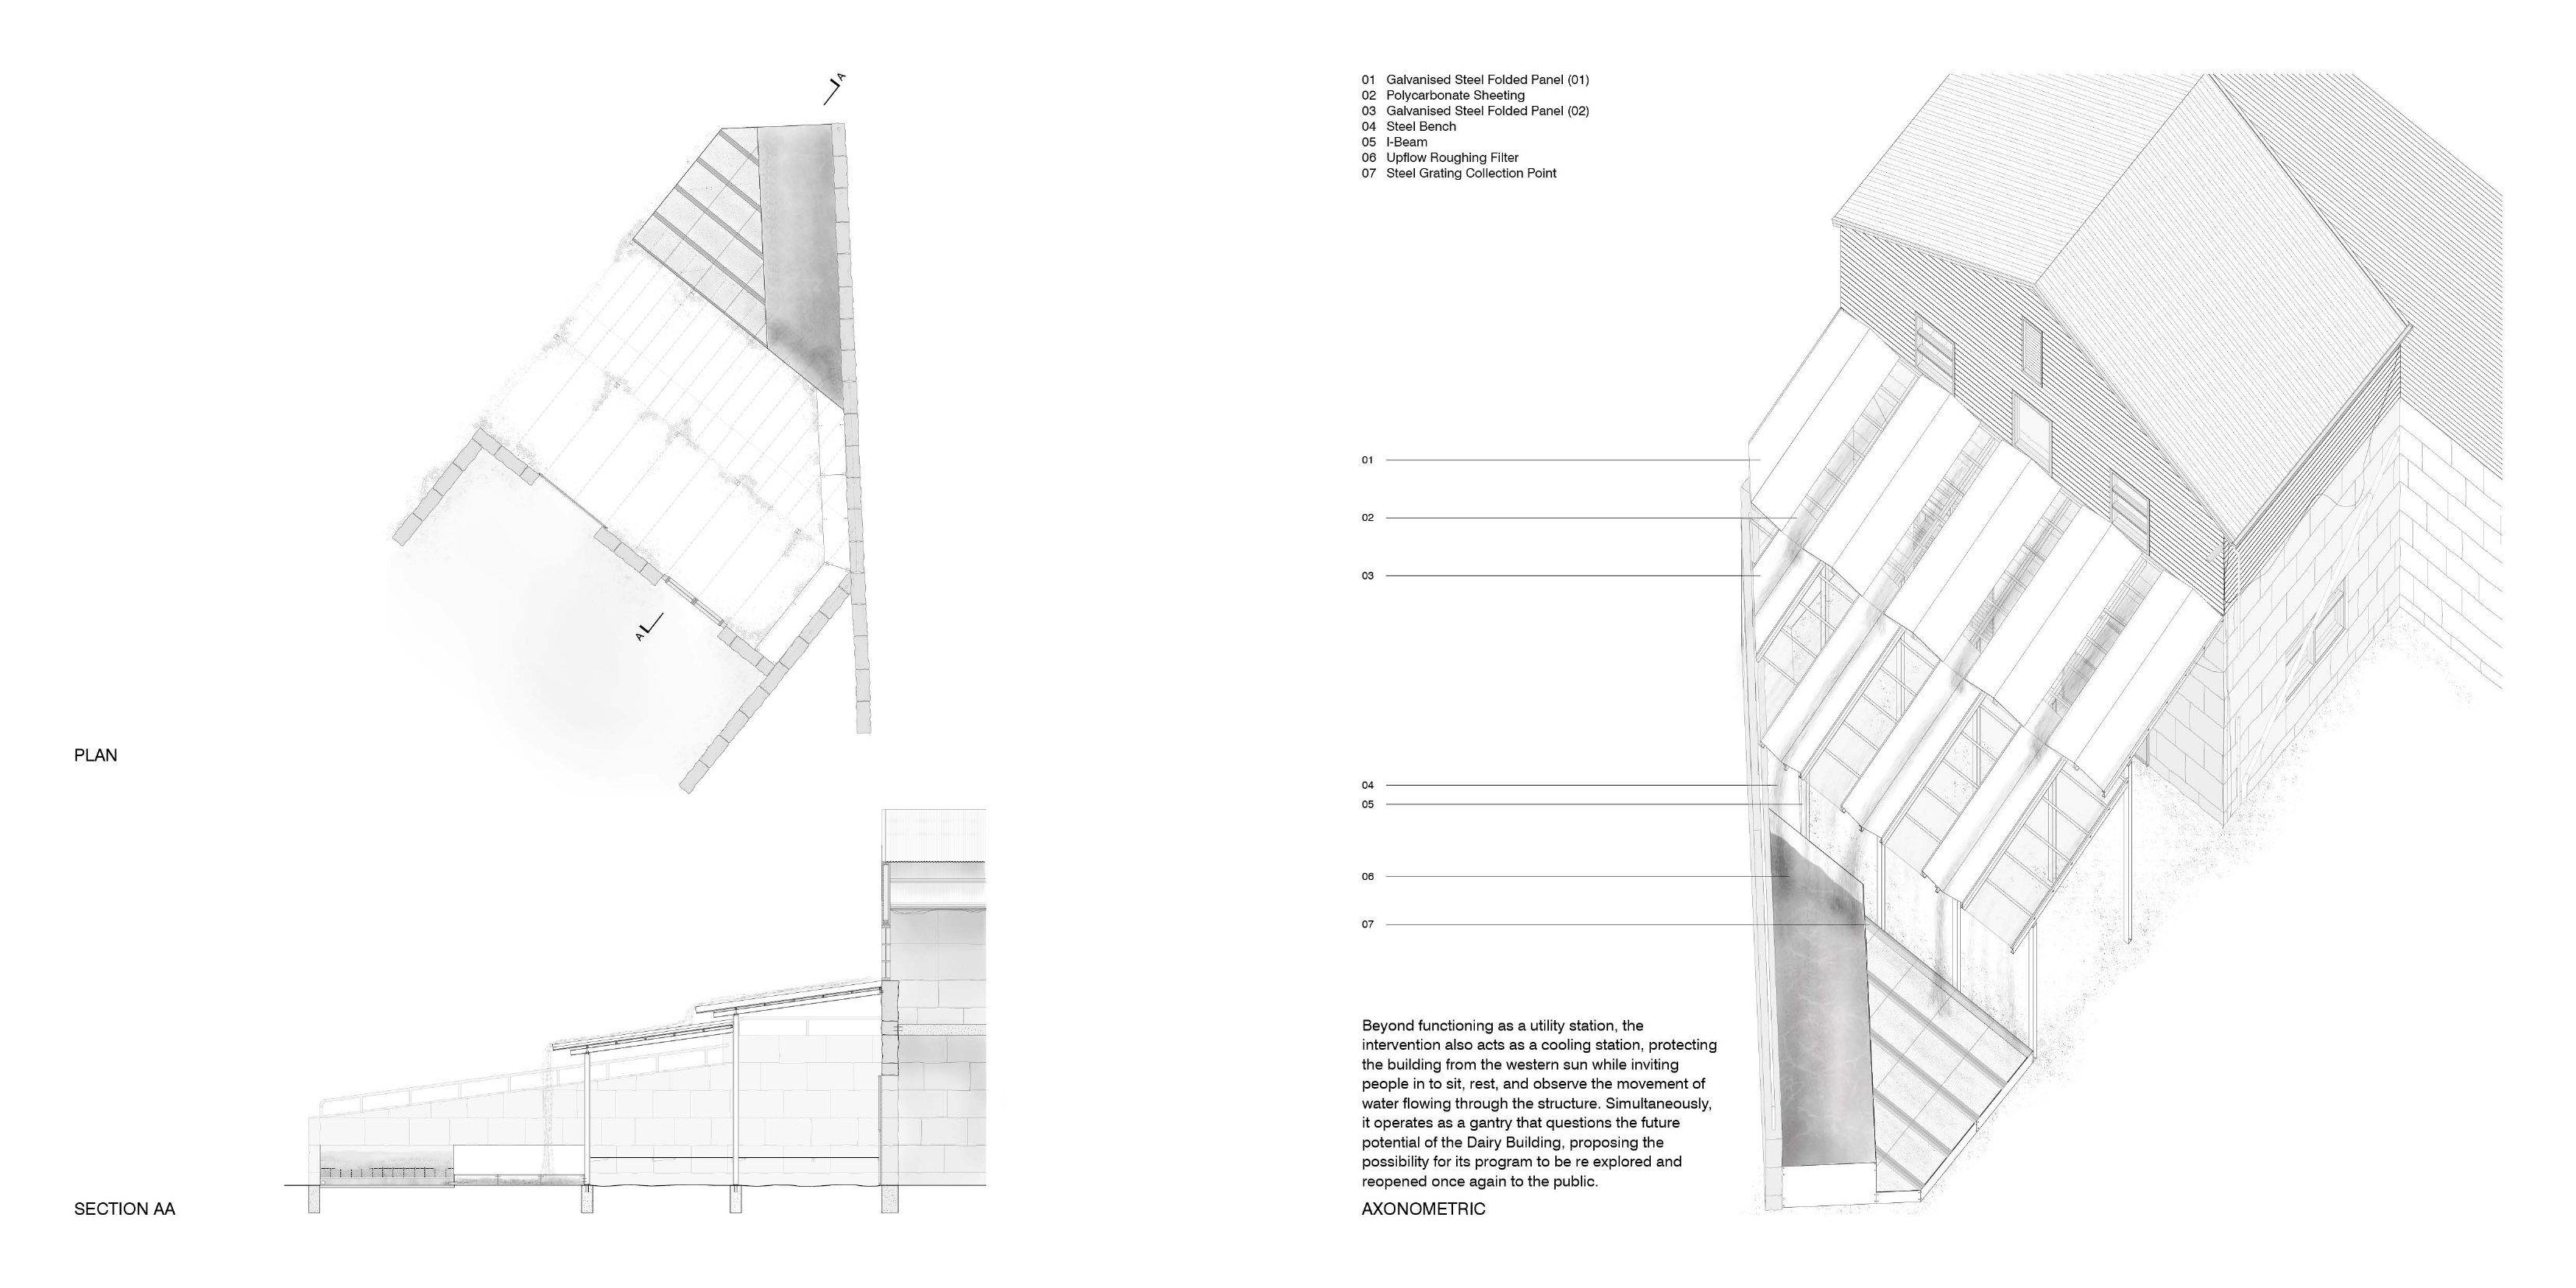 A
A
PLAN
SECTION AA
01 Galvanised Steel Folded Panel (01)
02 Polycarbonate Sheeting
03 Galvanised Steel Folded Panel (02)
04 Steel Bench
05 I-Beam
06 Upflow Roughing Filter
07 Steel Grating Collection Point
01
02
03
04
05
06
07
Beyond functioning as a utility station, the
intervention also acts as a cooling station, protecting
the building from the western sun while inviting
people in to sit, rest, and observe the movement of
water flowing through the structure. Simultaneously,
it operates as a gantry that questions the future
potential of the Dairy Building, proposing the
possibility for its program to be re explored and
reopened once again to the public.
AXONOMETRIC